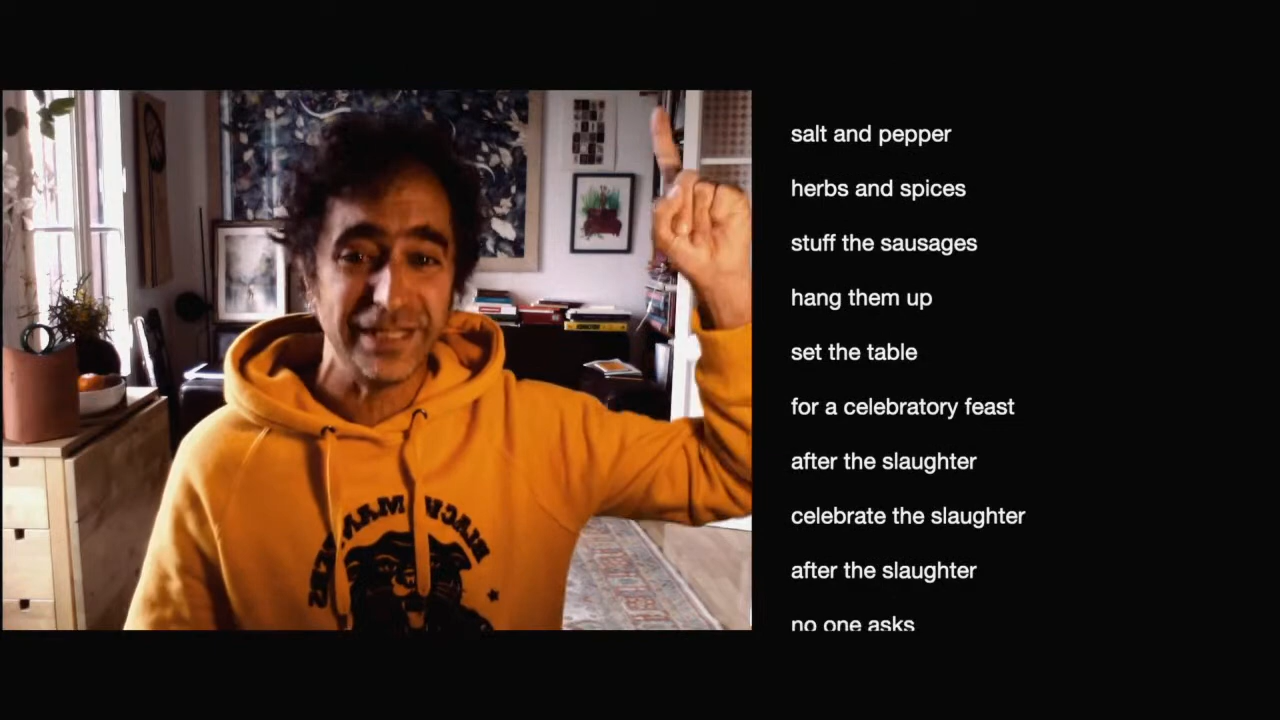 salt and pepper
herbs and spices
stuff the sausages
hang them up
set the table
for a celebratory feast
after the slaughter
celebrate the slaughter
after the slaughter
no one asks